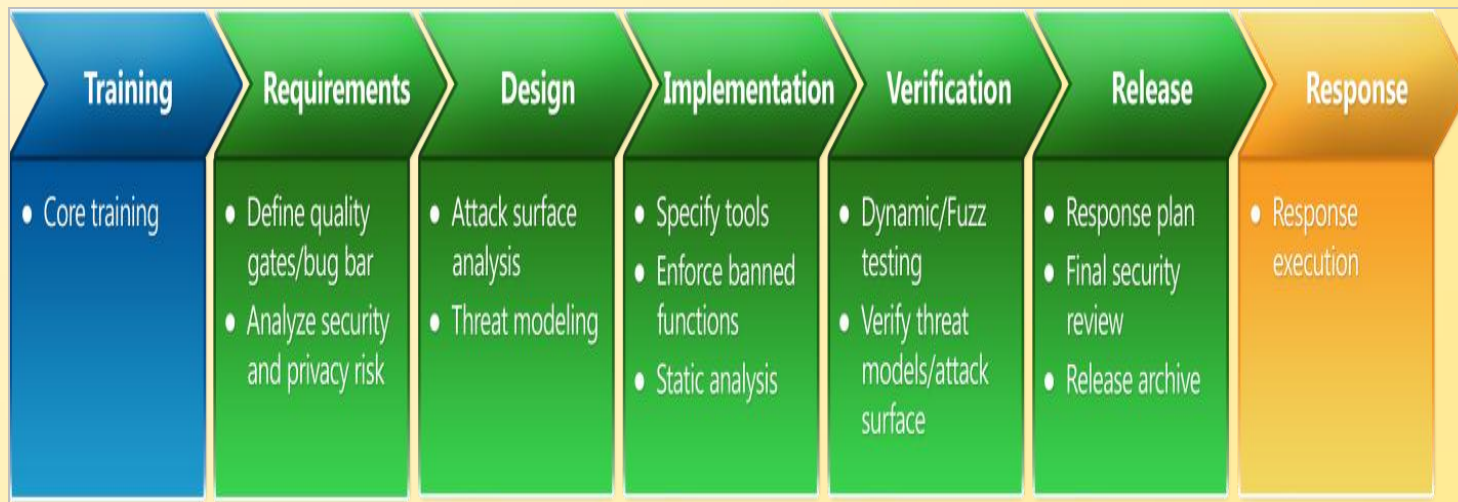 Training
• Core training
Requirements
• Define quality
gates/bug bar
• Analyze security
and privacy risk
Design
• Attack surface
analysis
• Threat modeling
Implementation
• Specify tools
• Enforce banned
functions
• Static analysis
Verification
• Dynamic/Fuzz
testing
• Verify threat
models/attack
surface
Release
• Response plan
• Final security
review
• Release archive
Response
• Response
execution